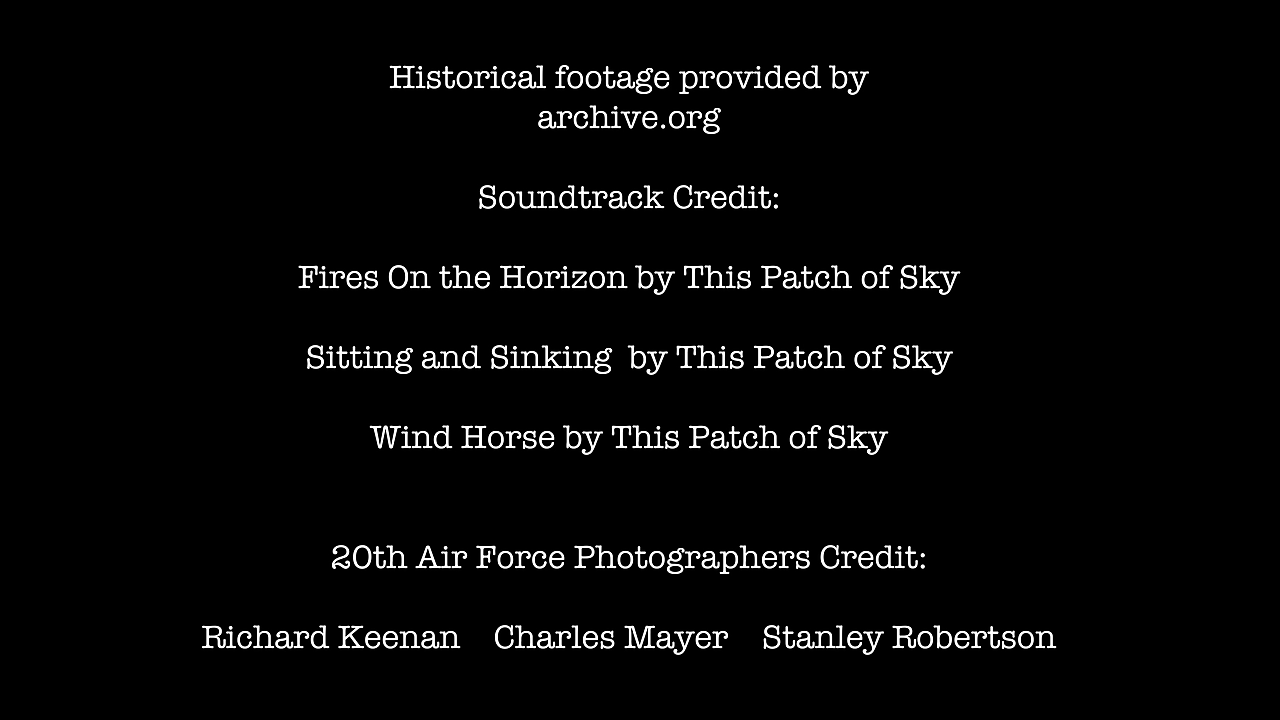 Historical footage provided by
archive.org
Soundtrack Credit:
Fires On the Horizon by This Patch of Sky
Sitting and Sinking  by This Patch of Sky
Wind Horse by This Patch of Sky
20th Air Force Photographers Credit:
Richard Keenan    Charles Mayer    Stanley Robertson